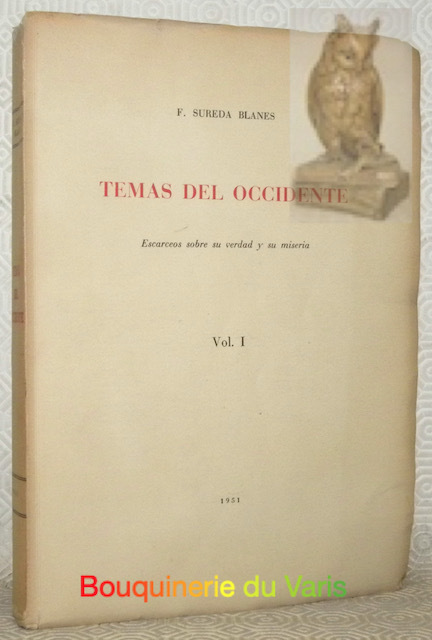 F. SUREDA BLANES
TEMAS DEL OCCIDENTE
Escarceos sobre su verdad y su miseria
Vol. I
1951
Bouquinerie du Varis